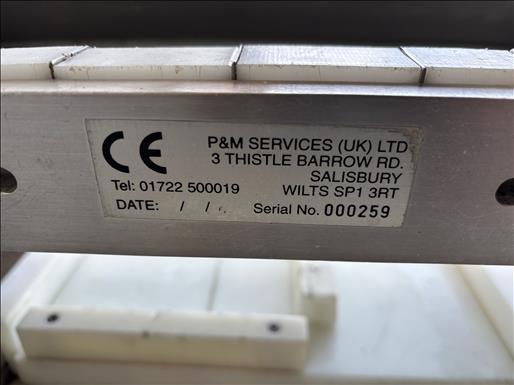 CE
P&M SERVICES (UK) LTD
3 THISTLE BARROW RD.
SALISBURY
Tel: 01722 500019 WILTS SP1 3RT
DATE: / / Serial No. 000259